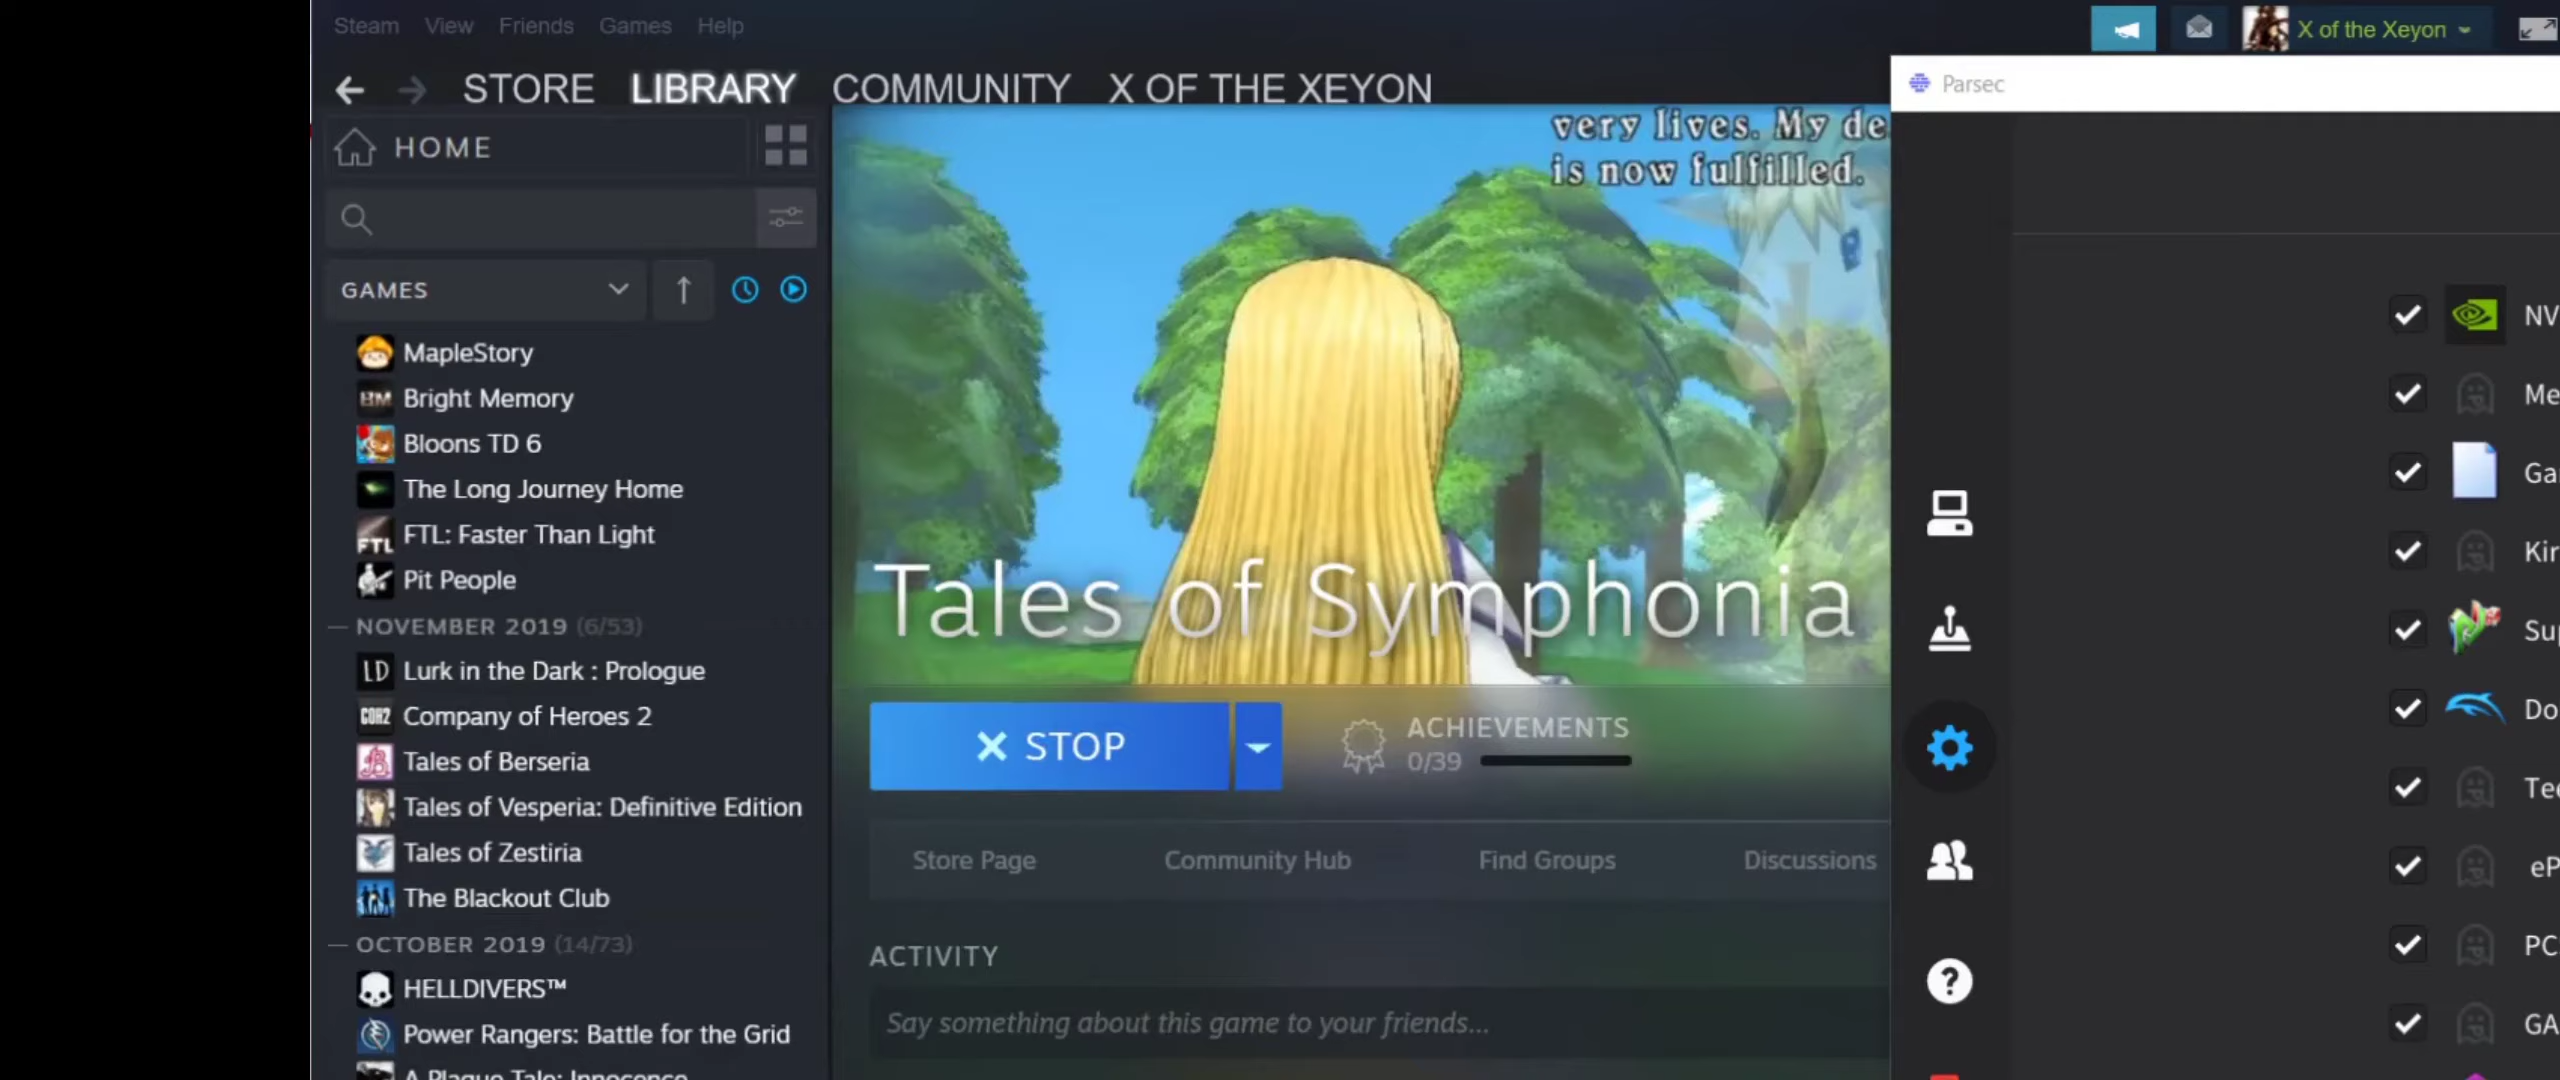 Steam View Friends Games Help
X of the Xeyon
STORE LIBRARY COMMUNITY X OF THE XEYON
Parsec
HOME
very lives. My de
is now fulfilled.
GAMES
MapleStory
Bright Memory
Bloons TD 6
The Long Journey Home
FTL: Faster Than Light
Pit People
NOVEMBER 2019 (6/53)
Lurk in the Dark : Prologue
Company of Heroes 2
Tales of Berseria
Tales of Vesperia: Definitive Edition
Tales of Zestiria
The Blackout Club
OCTOBER 2019 (14/73)
HELLDIVERS™
Power Rangers: Battle for the Grid
A Plague Tale: Innocence
Tales of Symphonia
STOP
ACHIEVEMENTS
0/39
Store Page Community Hub Find Groups Discussions
ACTIVITY
Say something about this game to your friends...
NV
Me
Ga
Kir
Su
Do
Te
eP
PC
GA